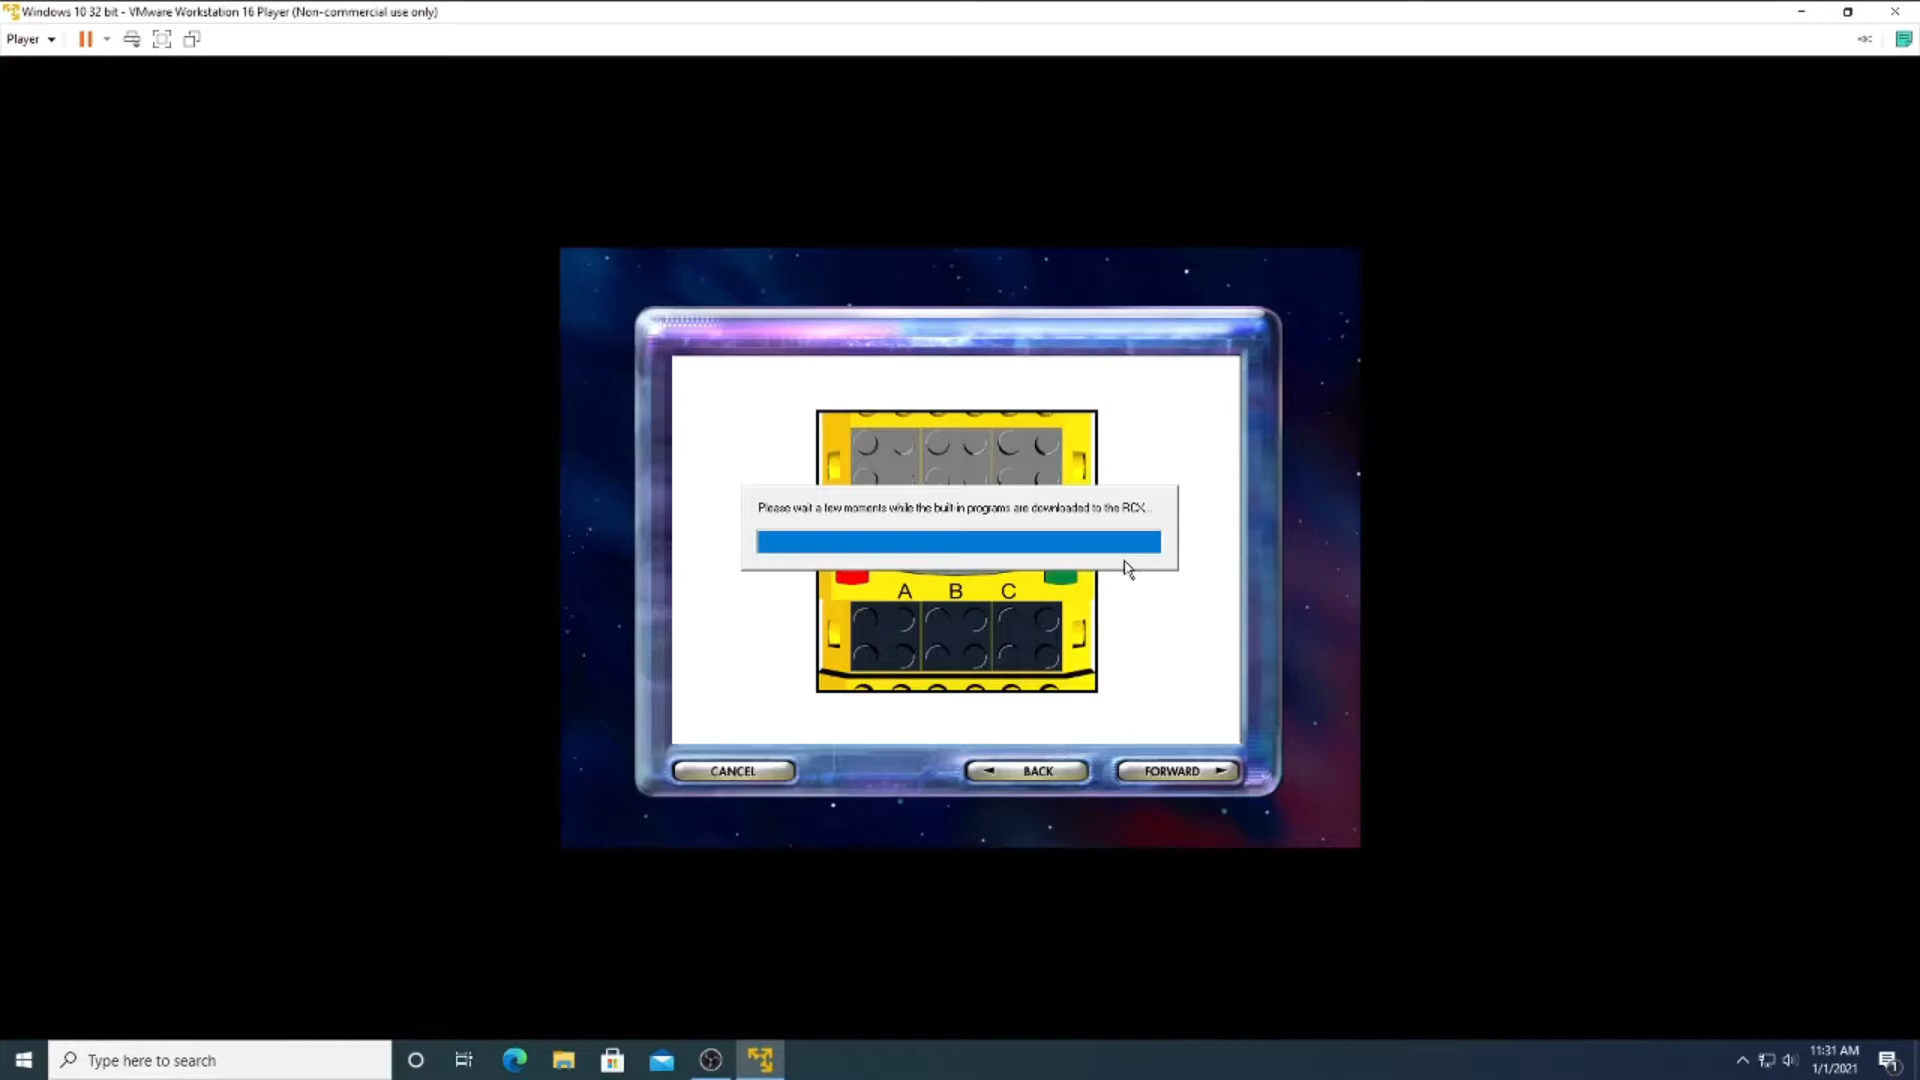 Windows 10 32 bit - VMware Workstation 16 Player (Non-commercial use only)
Player
Please wait a few moments while the built-in programs are downloaded to the RCX...
A B C
CANCEL
BACK
FORWARD
Type here to search
11:31 AM
1/1/2021
1